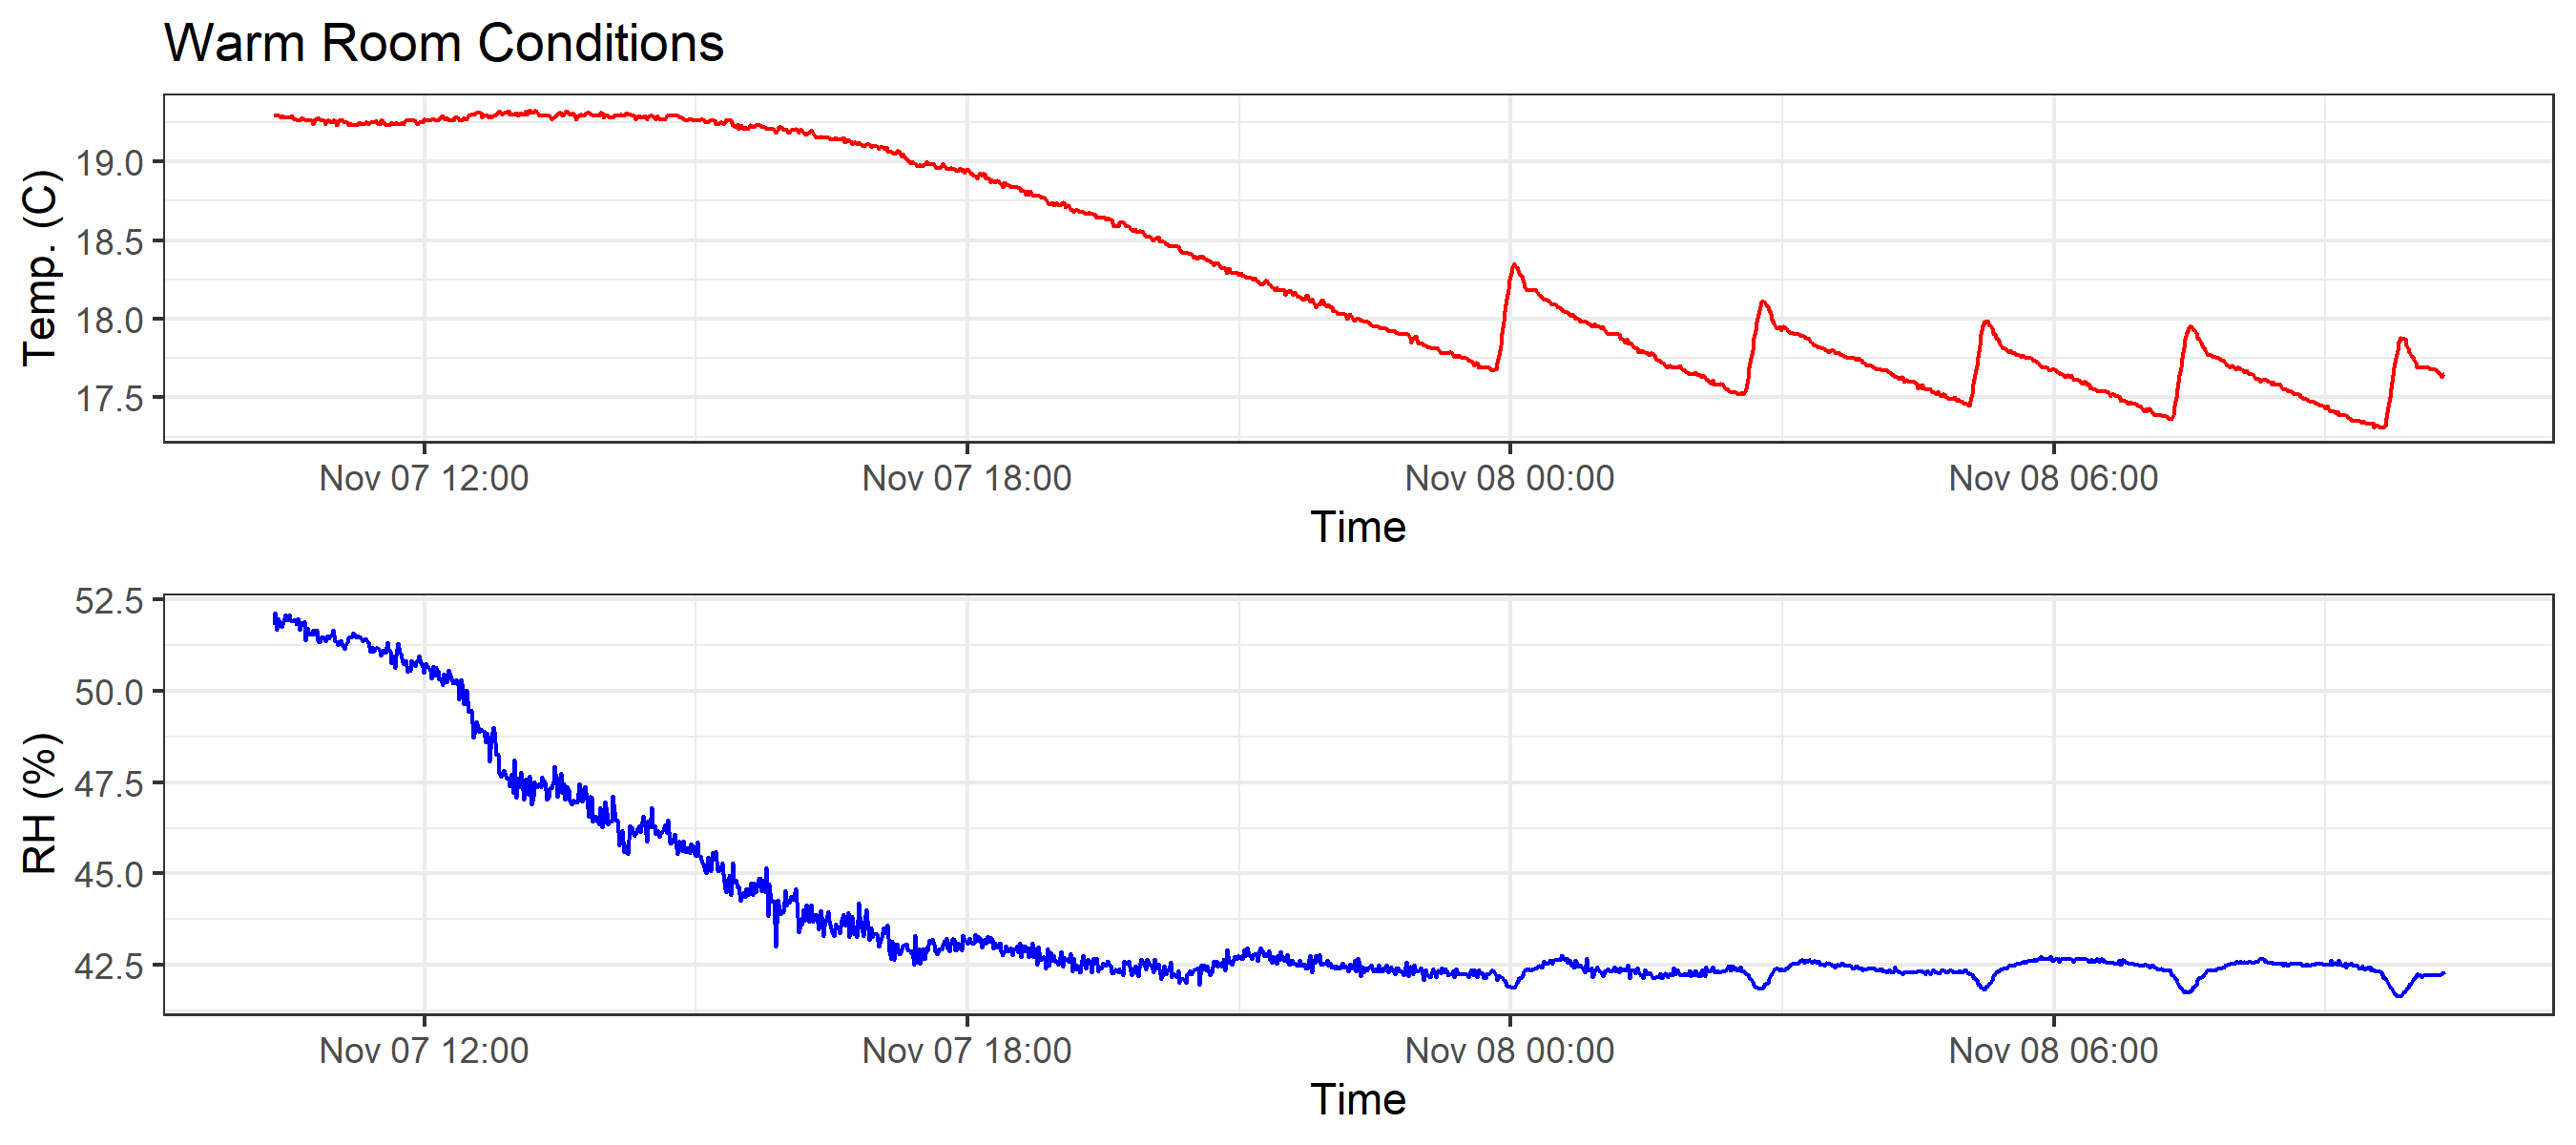 Warm Room Conditions
Temp. (C)
19.0
18.5
18.0
17.5
Nov 07 12:00 Nov 07 18:00 Nov 08 00:00 Nov 08 06:00
Time
RH (%)
52.5
50.0
47.5
45.0
42.5
Nov 07 12:00 Nov 07 18:00 Nov 08 00:00 Nov 08 06:00
Time